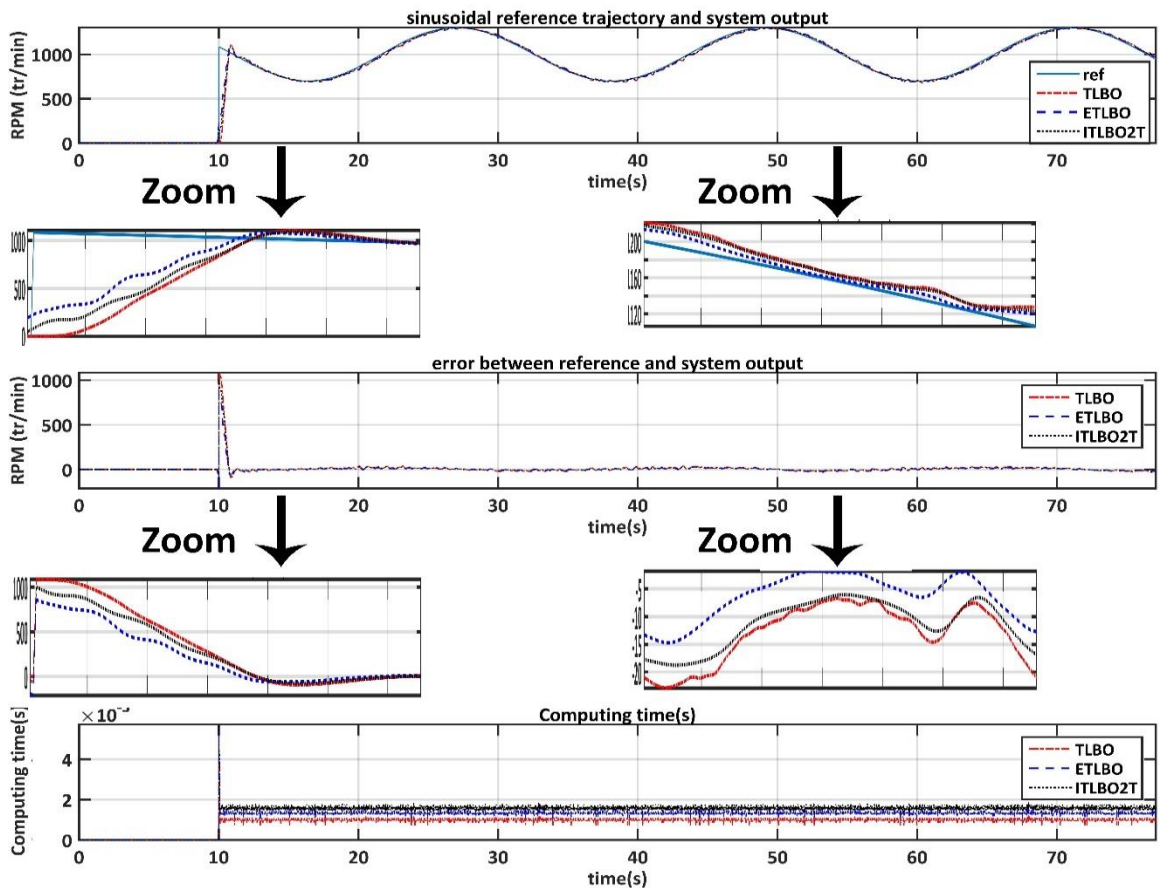 sinusoidal reference trajectory and system output
RPM (tr/min)
1000
500
0
ref
TLBO
ETLBO
ITLBO2T
0 10 20 30 40 50 60 70
time(s)
Zoom
Zoom
1000
500
0
1200
1160
1120
error between reference and system output
RPM (tr/min)
1000
500
0
TLBO
ETLBO
ITLBO2T
0 10 20 30 40 50 60 70
time(s)
Zoom
Zoom
1000
500
0
-5
-10
-15
-20
Computing time(s)
Computing time(s)
4
2
0
TLBO
ETLBO
ITLBO2T
0 10 20 30 40 50 60 70
time(s)